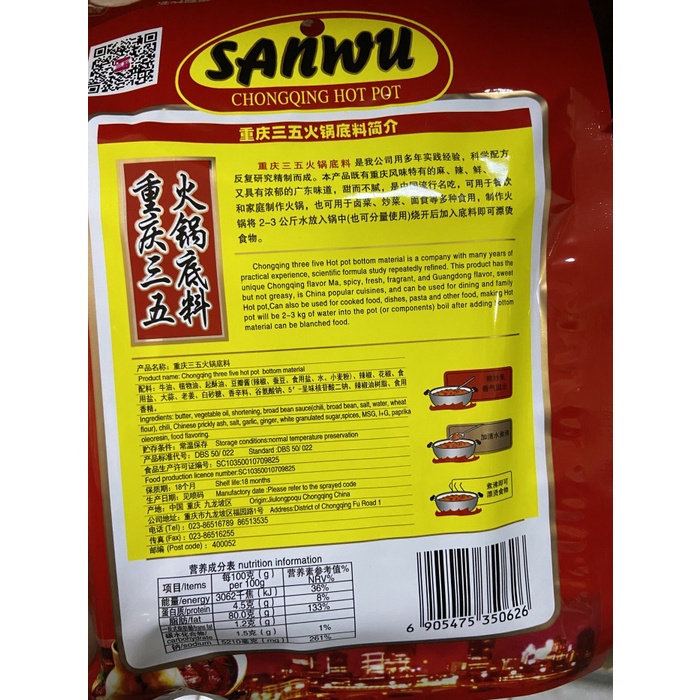 SANWU
CHONGQING HOT POT
重庆三五火锅底料简介
重庆三五
火锅底料
重庆三五火锅底料是我公司用多年实践经验，科学配方
反复研究精制而成。本产品既有重庆风味特有的麻、辣、鲜、
又具有浓郁的广东味道，甜而不腻，是中国流行名吃，可用于餐饮
和家庭制作火锅，也可用于卤菜、炒菜、面食等多种食用，制作火
锅将2-3公斤水放入锅中(也可分量使用)烧开后加入底料即可漂烫
食物。
Chongqing three five Hot pot bottom material is a company with many years of
practical experience, scientific formula study repeatedly refined. This product has the
unique Chongqing flavor Ma, spicy, fresh, fragrant, and Guangdong flavor, sweet
but not greasy, is China popular cuisines, and can be used for dining and family
Hot pot,Can also be used for cooked food, dishes, pasta and other food, making Hot
pot will be 2-3 kg of water into the pot (or components) boil after adding bottom
material can be blanched food.
产品名称：重庆三五火锅底料
Product name: Chongqing three five hot pot bottom material
配料：牛油、植物油、起酥油、豆瓣酱(辣椒、蚕豆、食用盐、水、小麦粉)、辣椒、花椒、食
用盐、大蒜、老姜、白砂糖、香辛料、谷氨酸钠、5'-呈味核苷酸二钠、辣椒油树脂、食用
香精。
Ingredients: butter, vegetable oil, shortening, broad bean sauce(chili, broad bean, salt, water, wheat
flour), chili, Chinese prickly ash, salt, garlic, ginger, white granulated sugar,spices, MSG, I+G, paprika
oleoresin, food flavoring.
贮存条件：常温保存 Storage conditions:normal temperature preservation
产品标准代号：DBS 50/ 022 Standard :DBS 50/ 022
食品生产许可证编号：SC10350010709825
Food production licence number:SC10350010709825
保质期：18个月 Shelf life:18 months
生产日期：见喷码 Manufactory date :Please refer to the sprayed code
产地：中国 重庆 九龙坡区 Origin:Jiulongpoqu Chongqing China
公司地址：重庆市九龙坡区福园路1号 Address:District of Chongqing Fu Road 1
电话 (Tel)：023-86516789 86513535
传真 (Fax)：023-86516255
邮编 (Post code)：400052
加清水煮沸
煮沸即可
漂烫食物
营养成分表 nutrition information
项目/Items 每100克 (g) per 100g 营养素参考值% NRV%
能量/energy 3062千焦 (kJ) 36%
蛋白质/protein 4.5克 (g) 8%
脂肪/fat 80.0克 (g) 133%
1.2克 (g)
碳水化合物/carbohydrate 1.5克 (g) 1%
钠/sodium 5210毫克 (mg) 261%
6 905475 350626